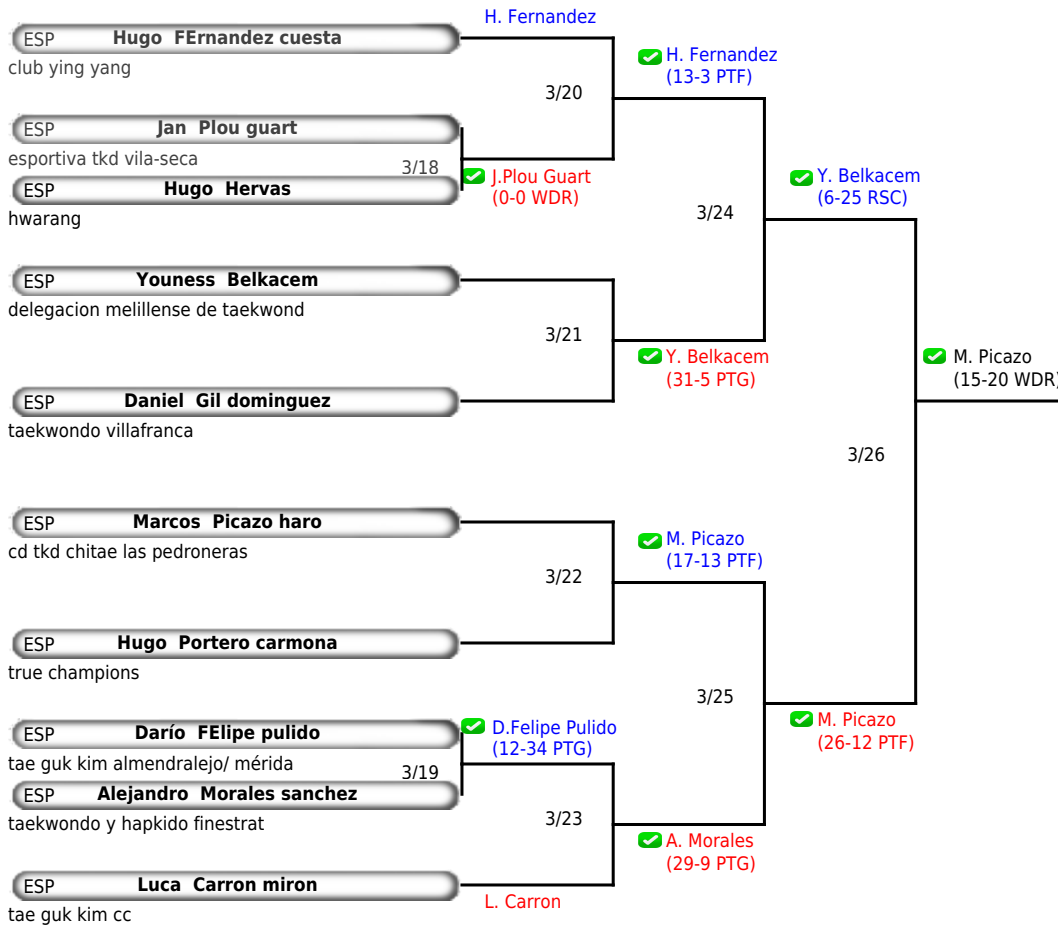 H. Fernandez
ESP Hugo FErnandez cuesta
club ying yang
H. Fernandez
(13-3 PTF)
3/20
ESP Jan Plou guart
esportiva tkd vila-seca
3/18
J.Plou Guart
(0-0 WDR)
ESP Hugo Hervas
hwarang
Y. Belkacem
(6-25 RSC)
3/24
ESP Youness Belkacem
delegacion melillense de taekwond
3/21
Y. Belkacem
(31-5 PTG)
M. Picazo
(15-20 WDR)
ESP Daniel Gil dominguez
taekwondo villafranca
3/26
ESP Marcos Picazo haro
cd tkd chitae las pedroneras
M. Picazo
(17-13 PTF)
3/22
ESP Hugo Portero carmona
true champions
3/25
M. Picazo
(26-12 PTF)
ESP Darío FElipe pulido
tae guk kim almendralejo/ mérida
D.Felipe Pulido
(12-34 PTG)
3/19
ESP Alejandro Morales sanchez
taekwondo y hapkido finestrat
3/23
A. Morales
(29-9 PTG)
ESP Luca Carron miron
tae guk kim cc
L. Carron